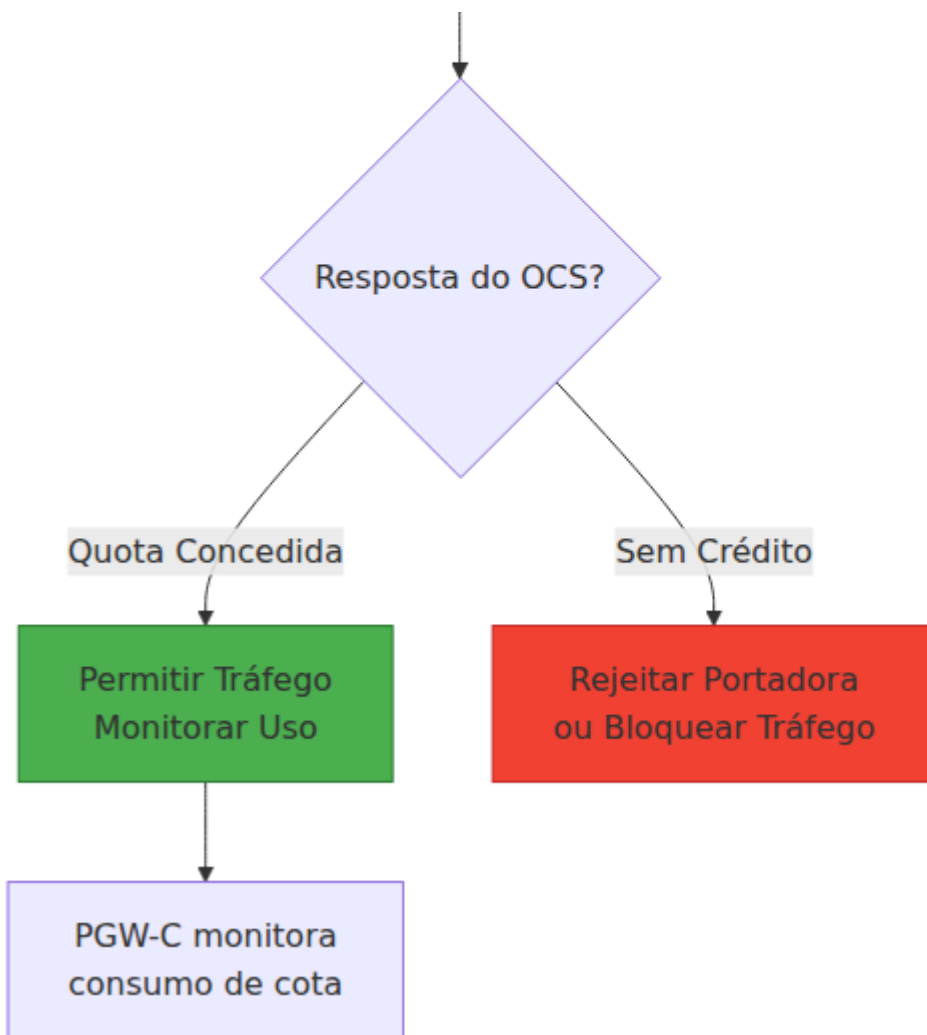 Resposta do OCS?
Quota Concedida
Sem Crédito
Permitir Tráfego
Monitorar Uso
Rejeitar Portadora
ou Bloquear Tráfego
PGW-C monitora
consumo de cota